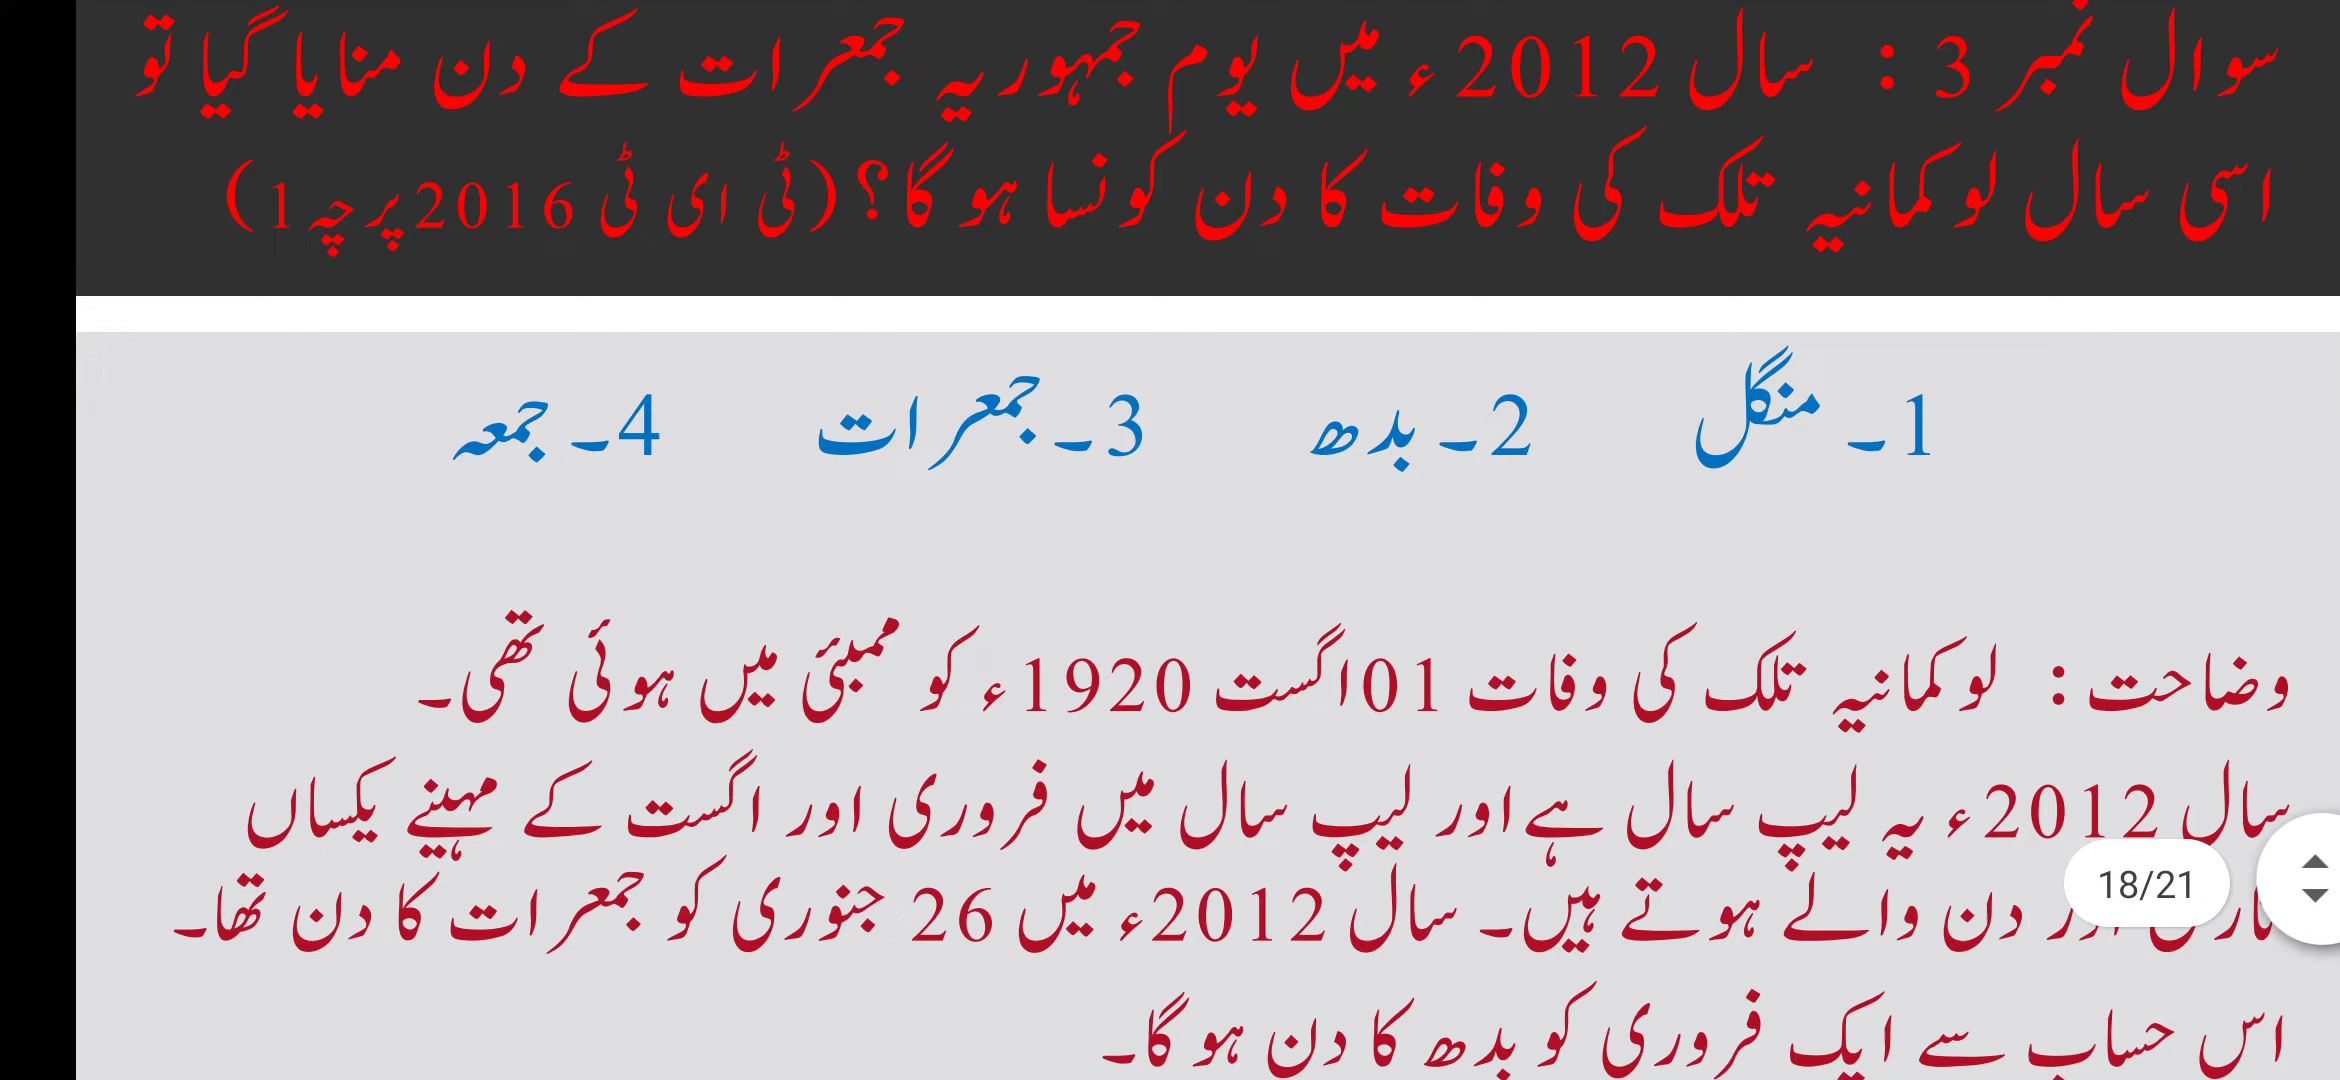 سوال نمبر 3 : سال 2012ء میں یوم جمہوریہ جمعرات کے دن منایا گیا تو
اسی سال لوکمانیہ تلک کی وفات کا دن کونسا ہو گا؟ (ٹی ای ٹی 2016 پرچہ 1)
1۔ منگل 2۔ بدھ 3۔ جمعرات 4۔ جمعہ
وضاحت : لوکمانیہ تلک کی وفات 01 اگست 1920ء کو ممبئی میں ہوئی تھی۔
سال 2012ء یہ لیپ سال ہے اور لیپ سال میں فروری اور اگست کے مہینے یکساں
دن والے ہوتے ہیں۔ سال 2012ء میں 26 جنوری کو جمعرات کا دن تھا۔
18/21
اس حساب سے ایک فروری کو بدھ کا دن ہو گا۔